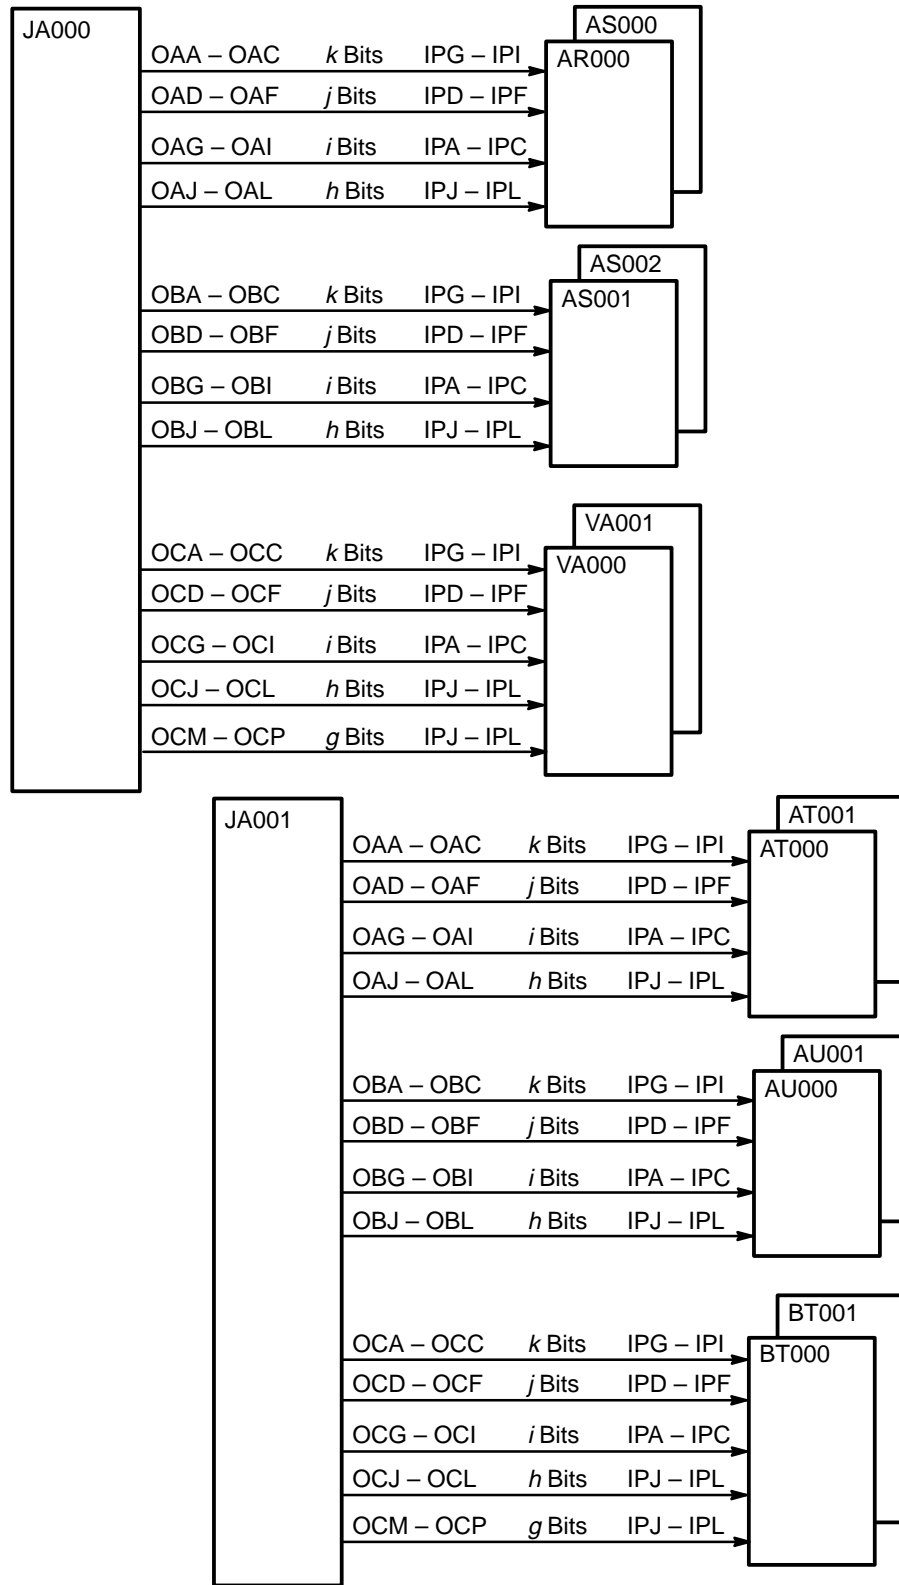 JA000
AS000
AR000
OAA – OAC k Bits IPG – IPI
OAD – OAF j Bits IPD – IPF
OAG – OAI i Bits IPA – IPC
OAJ – OAL h Bits IPJ – IPL
AS002
AS001
OBA – OBC k Bits IPG – IPI
OBD – OBF j Bits IPD – IPF
OBG – OBI i Bits IPA – IPC
OBJ – OBL h Bits IPJ – IPL
VA001
VA000
OCA – OCC k Bits IPG – IPI
OCD – OCF j Bits IPD – IPF
OCG – OCI i Bits IPA – IPC
OCJ – OCL h Bits IPJ – IPL
OCM – OCP g Bits IPJ – IPL
JA001
AT001
AT000
OAA – OAC k Bits IPG – IPI
OAD – OAF j Bits IPD – IPF
OAG – OAI i Bits IPA – IPC
OAJ – OAL h Bits IPJ – IPL
AU001
AU000
OBA – OBC k Bits IPG – IPI
OBD – OBF j Bits IPD – IPF
OBG – OBI i Bits IPA – IPC
OBJ – OBL h Bits IPJ – IPL
BT001
BT000
OCA – OCC k Bits IPG – IPI
OCD – OCF j Bits IPD – IPF
OCG – OCI i Bits IPA – IPC
OCJ – OCL h Bits IPJ – IPL
OCM – OCP g Bits IPJ – IPL